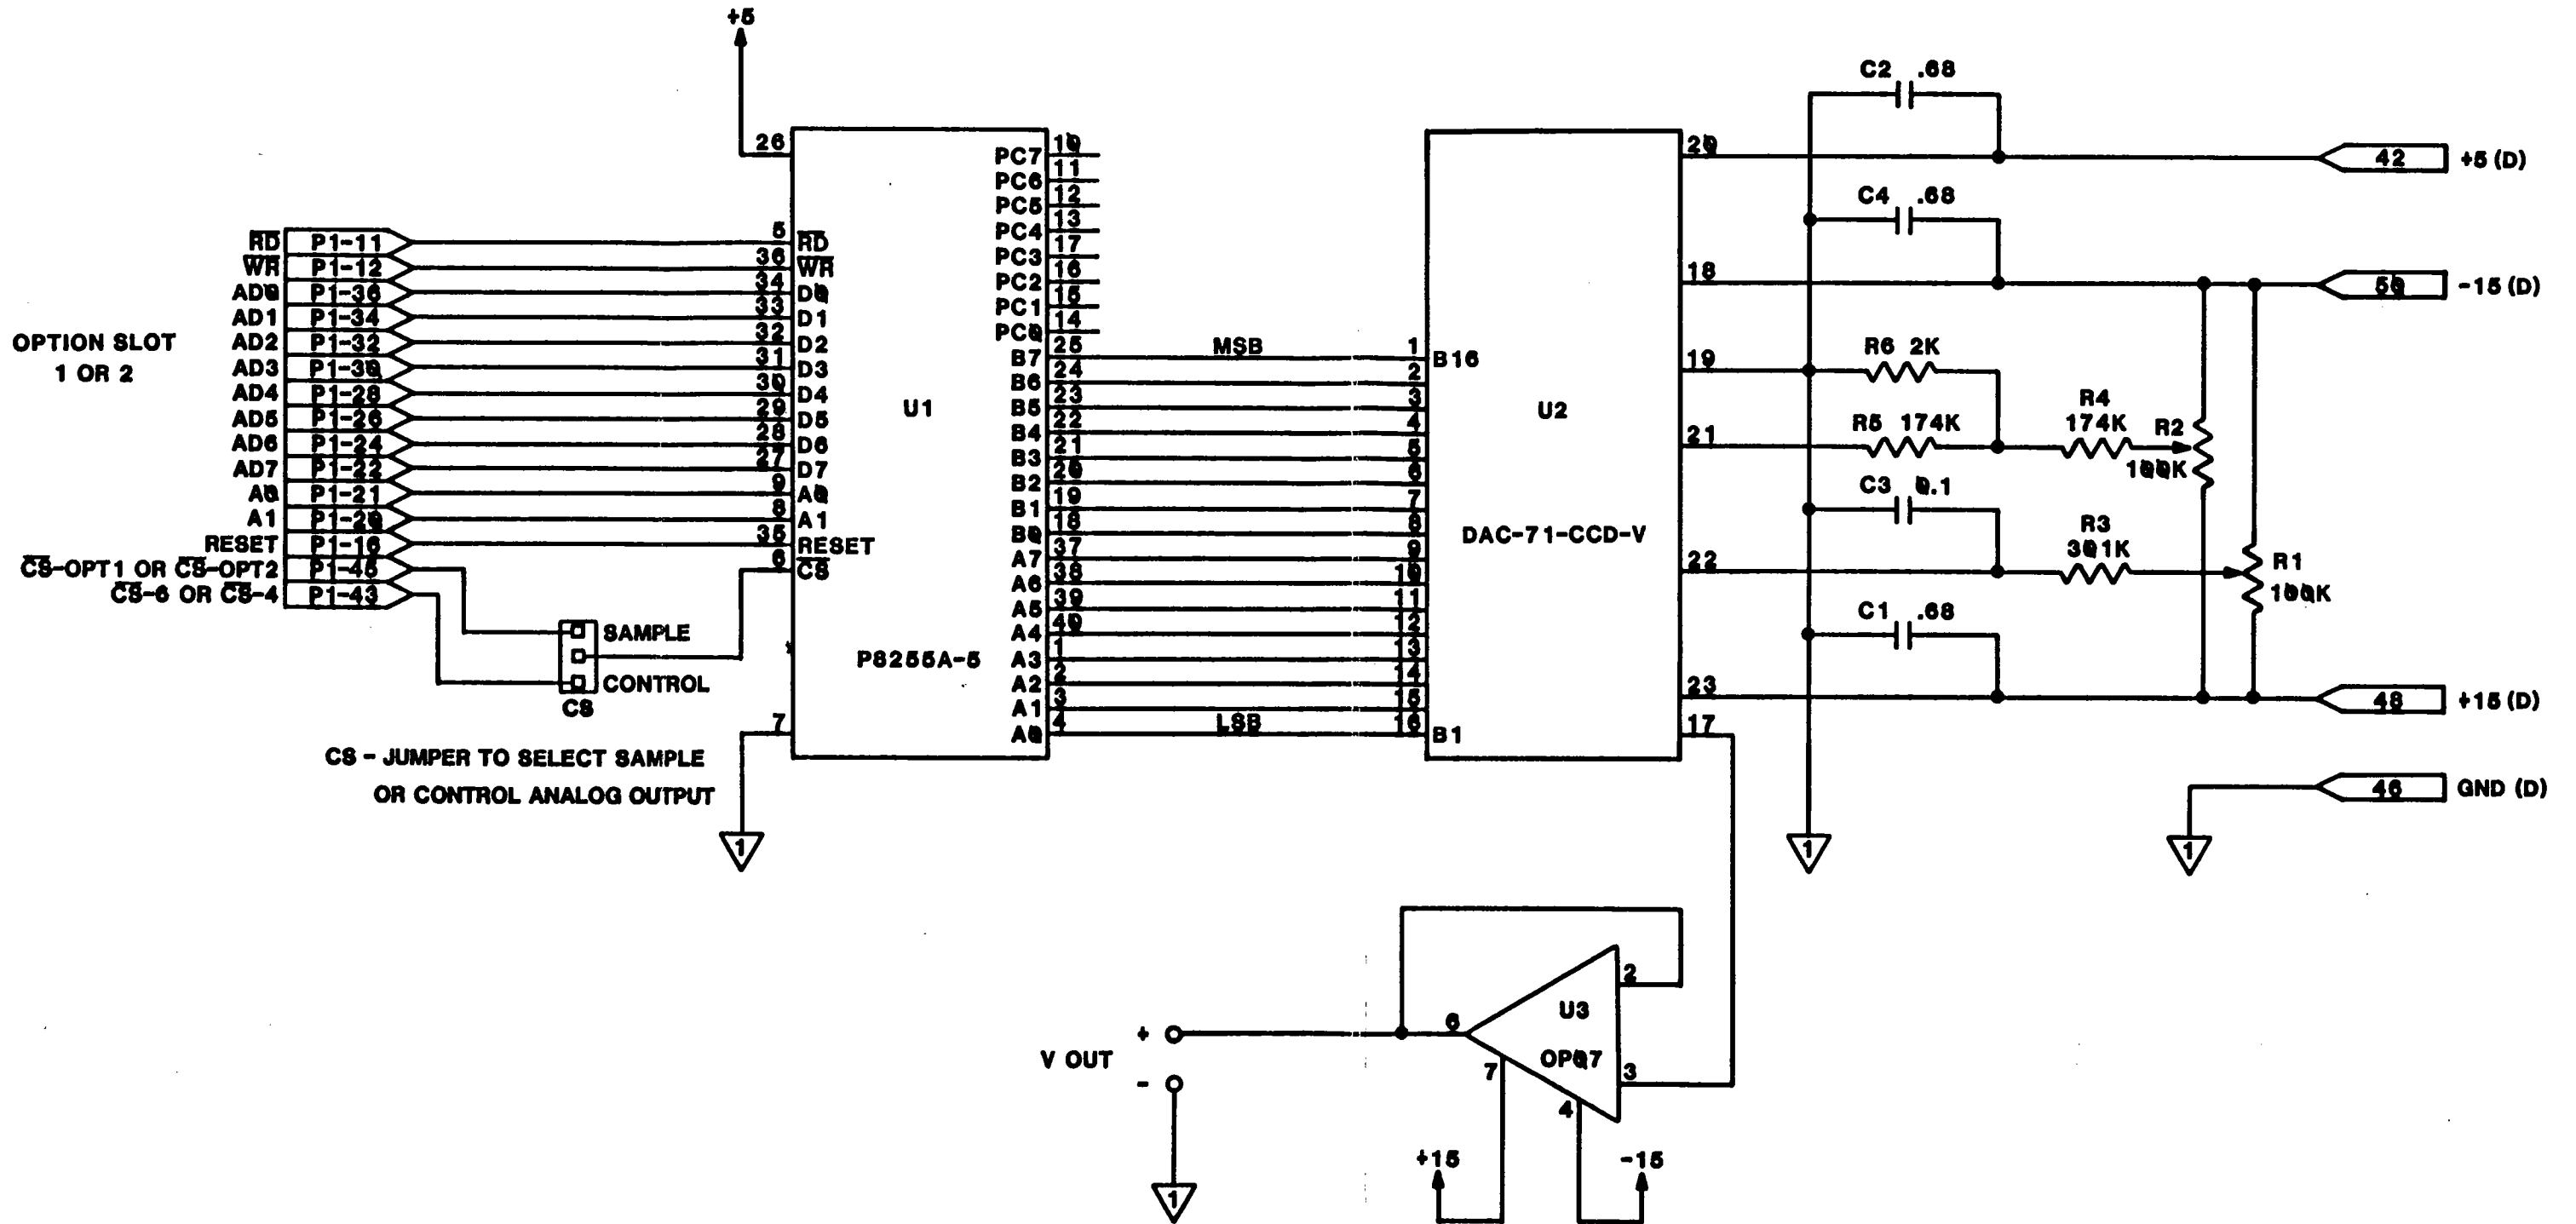 +5
26
OPTION SLOT
1 OR 2
RD P1-11 5 RD
WR P1-12 36 WR
AD0 P1-36 34 D0
AD1 P1-34 33 D1
AD2 P1-32 32 D2
AD3 P1-30 31 D3
AD4 P1-28 30 D4
AD5 P1-26 29 D5
AD6 P1-24 28 D6
AD7 P1-22 27 D7
A0 P1-21 9 A0
A1 P1-20 8 A1
RESET P1-16 35 RESET
CS-OPT1 OR CS-OPT2 P1-45 6 CS
CS-6 OR CS-4 P1-43
SAMPLE
CONTROL
CS
7
CS - JUMPER TO SELECT SAMPLE
OR CONTROL ANALOG OUTPUT
1
U1
P8255A-5
PC7 10
PC6 11
PC5 12
PC4 13
PC3 17
PC2 16
PC1 15
PC0 14
B7 25 MSB 1 B16
B6 24 2
B5 23 3
B4 22 4
B3 21 5
B2 20 6
B1 19 7
B0 18 8
A7 37 9
A6 38 10
A5 39 11
A4 40 12
A3 1 13
A2 2 14
A1 3 15
A0 4 LSB 16 B1
U2
DAC-71-CCD-V
C2 .68
20
42 +5 (D)
C4 .68
18
50 -15 (D)
19
R6 2K
21
R5 174K
R4
174K
R2
100K
C3 0.1
22
R3
301K
R1
100K
C1 .68
23
48 +15 (D)
17
46 GND (D)
1
1
2
U3
OP07
3
6
7
4
+
V OUT
-
+15
-15
1